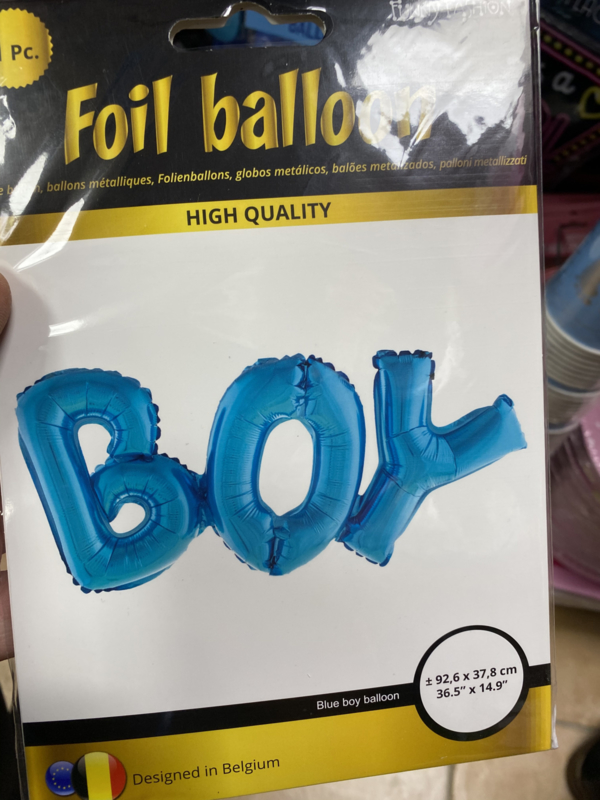 1 Pc.
Foil balloon
ballons métalliques, Folienballons, globos metálicos, balões metalizados, palloni metallizzati
HIGH QUALITY
BOY
± 92,6 x 37,8 cm
36.5" x 14.9"
Blue boy balloon
Designed in Belgium